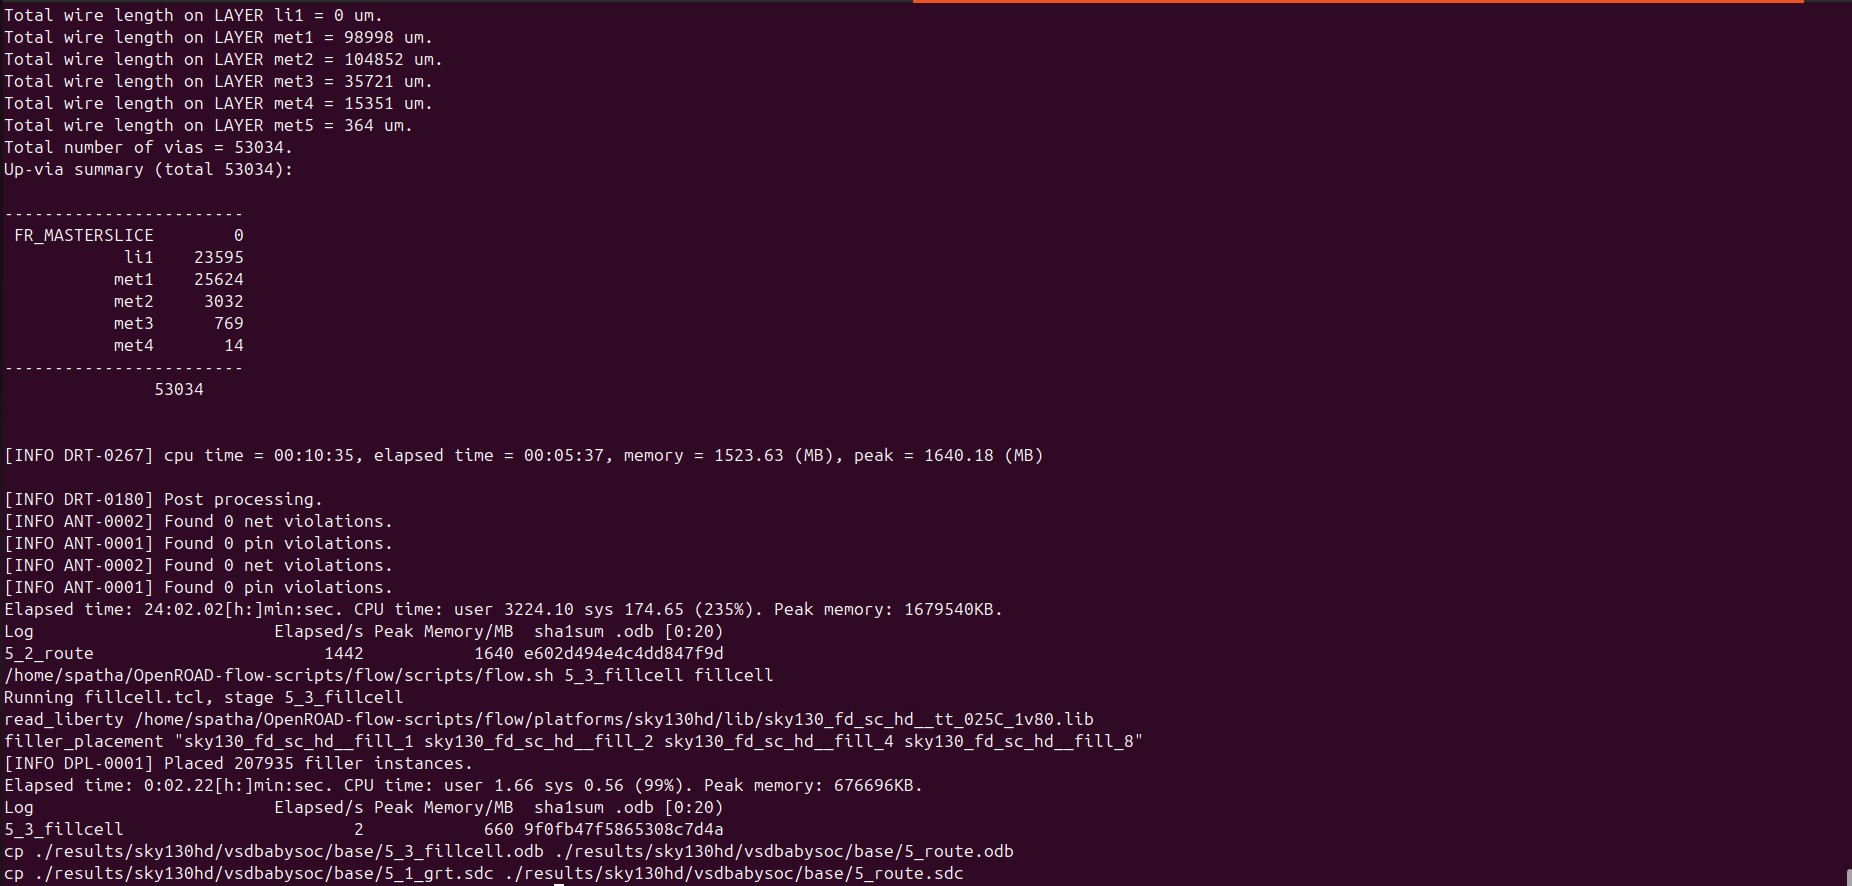 Total wire length on LAYER li1 = 0 um.
Total wire length on LAYER met1 = 98998 um.
Total wire length on LAYER met2 = 104852 um.
Total wire length on LAYER met3 = 35721 um.
Total wire length on LAYER met4 = 15351 um.
Total wire length on LAYER met5 = 364 um.
Total number of vias = 53034.
Up-via summary (total 53034):
------------------------
FR_MASTERSLICE 0
li1 23595
met1 25624
met2 3032
met3 769
met4 14
------------------------
53034
[INFO DRT-0267] cpu time = 00:10:35, elapsed time = 00:05:37, memory = 1523.63 (MB), peak = 1640.18 (MB)
[INFO DRT-0180] Post processing.
[INFO ANT-0002] Found 0 net violations.
[INFO ANT-0001] Found 0 pin violations.
[INFO ANT-0002] Found 0 net violations.
[INFO ANT-0001] Found 0 pin violations.
Elapsed time: 24:02.02[h:]min:sec. CPU time: user 3224.10 sys 174.65 (235%). Peak memory: 1679540KB.
Log Elapsed/s Peak Memory/MB sha1sum .odb [0:20)
5_2_route 1442 1640 e602d494e4c4dd847f9d
/home/spatha/OpenROAD-flow-scripts/flow/scripts/flow.sh 5_3_fillcell fillcell
Running fillcell.tcl, stage 5_3_fillcell
read_liberty /home/spatha/OpenROAD-flow-scripts/flow/platforms/sky130hd/lib/sky130_fd_sc_hd__tt_025C_1v80.lib
filler_placement "sky130_fd_sc_hd__fill_1 sky130_fd_sc_hd__fill_2 sky130_fd_sc_hd__fill_4 sky130_fd_sc_hd__fill_8"
[INFO DPL-0001] Placed 207935 filler instances.
Elapsed time: 0:02.22[h:]min:sec. CPU time: user 1.66 sys 0.56 (99%). Peak memory: 676696KB.
Log Elapsed/s Peak Memory/MB sha1sum .odb [0:20)
5_3_fillcell 2 660 9f0fb47f5865308c7d4a
cp ./results/sky130hd/vsdbabysoc/base/5_3_fillcell.odb ./results/sky130hd/vsdbabysoc/base/5_route.odb
cp ./results/sky130hd/vsdbabysoc/base/5_1_grt.sdc ./results/sky130hd/vsdbabysoc/base/5_route.sdc